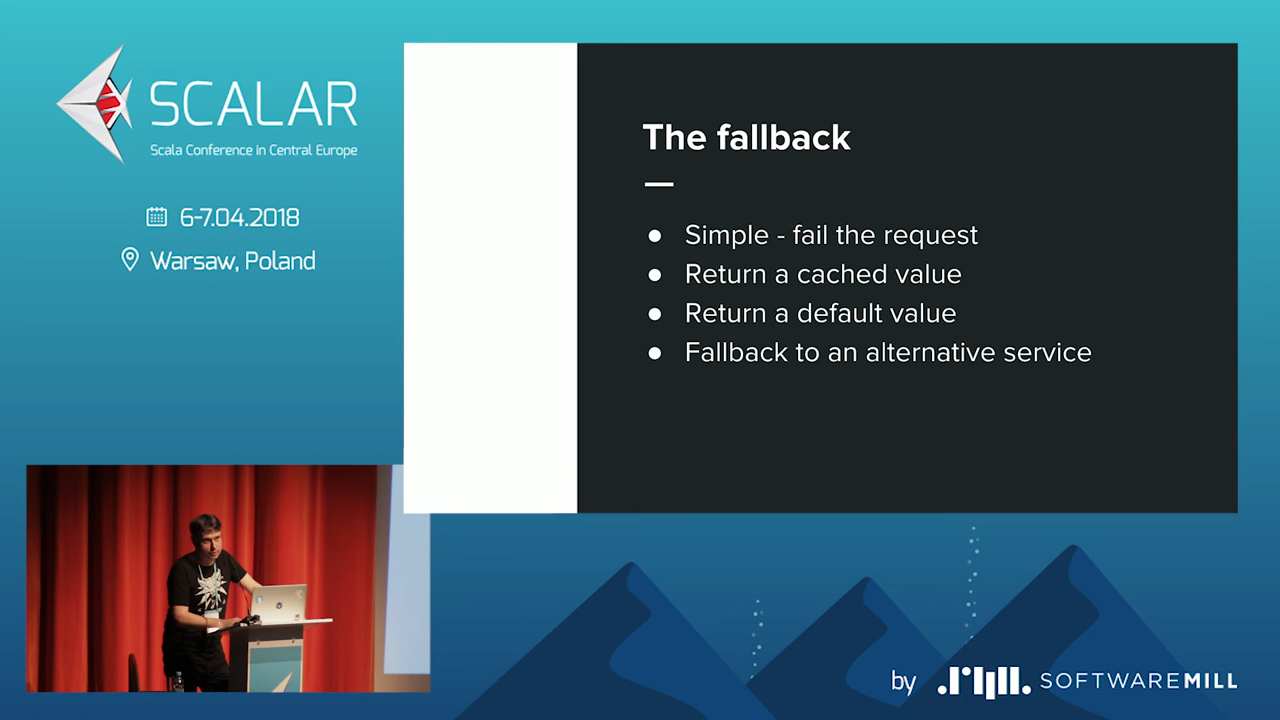 SCALAR
Scala Conference in Central Europe
6-7.04.2018
Warsaw, Poland
The fallback
● Simple - fail the request
● Return a cached value
● Return a default value
● Fallback to an alternative service
by SOFTWAREMILL